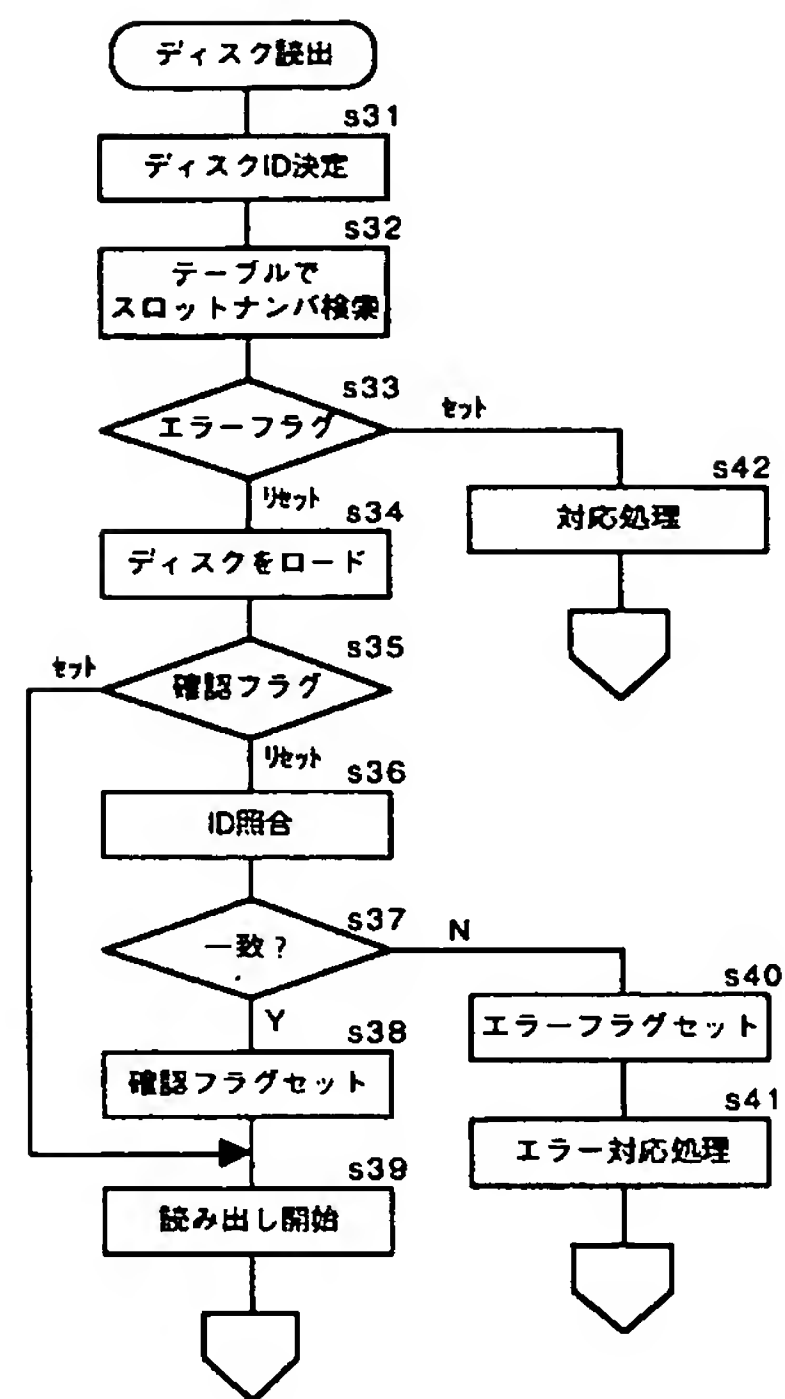 ディスク読出
s31
ディスクID決定
s32
テーブルで
スロットナンバ検索
s33
エラーフラグ
セット
リセット
s42
対応処理
s34
ディスクをロード
s35
確認フラグ
セット
リセット
s36
ID照合
s37
一致?
N
Y
s40
エラーフラグセット
s38
確認フラグセット
s41
エラー対応処理
s39
読み出し開始